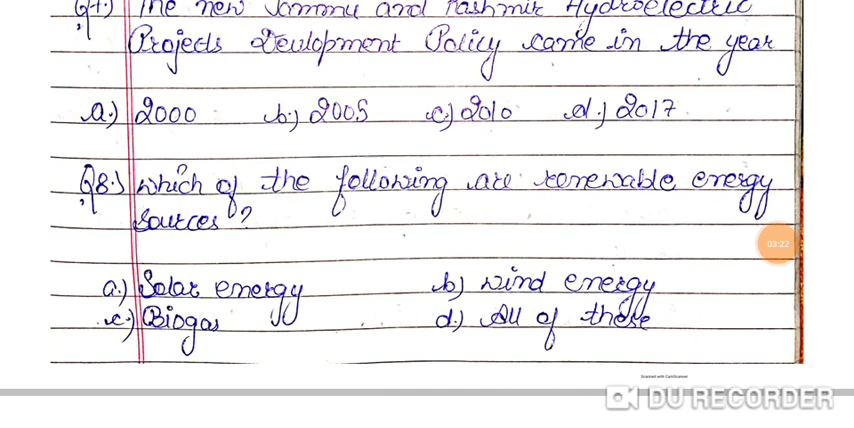 Q7.) The new Jammu and Kashmir Hydroelectric
Projects Development Policy came in the year
a.) 2000 b.) 2005 c.) 2010 d.) 2017
Q8.) Which of the following are renewable energy
sources?
a.) Solar energy b.) wind energy
c.) Biogas d.) All of these
03:22
Scanned with CamScanner
DU RECORDER